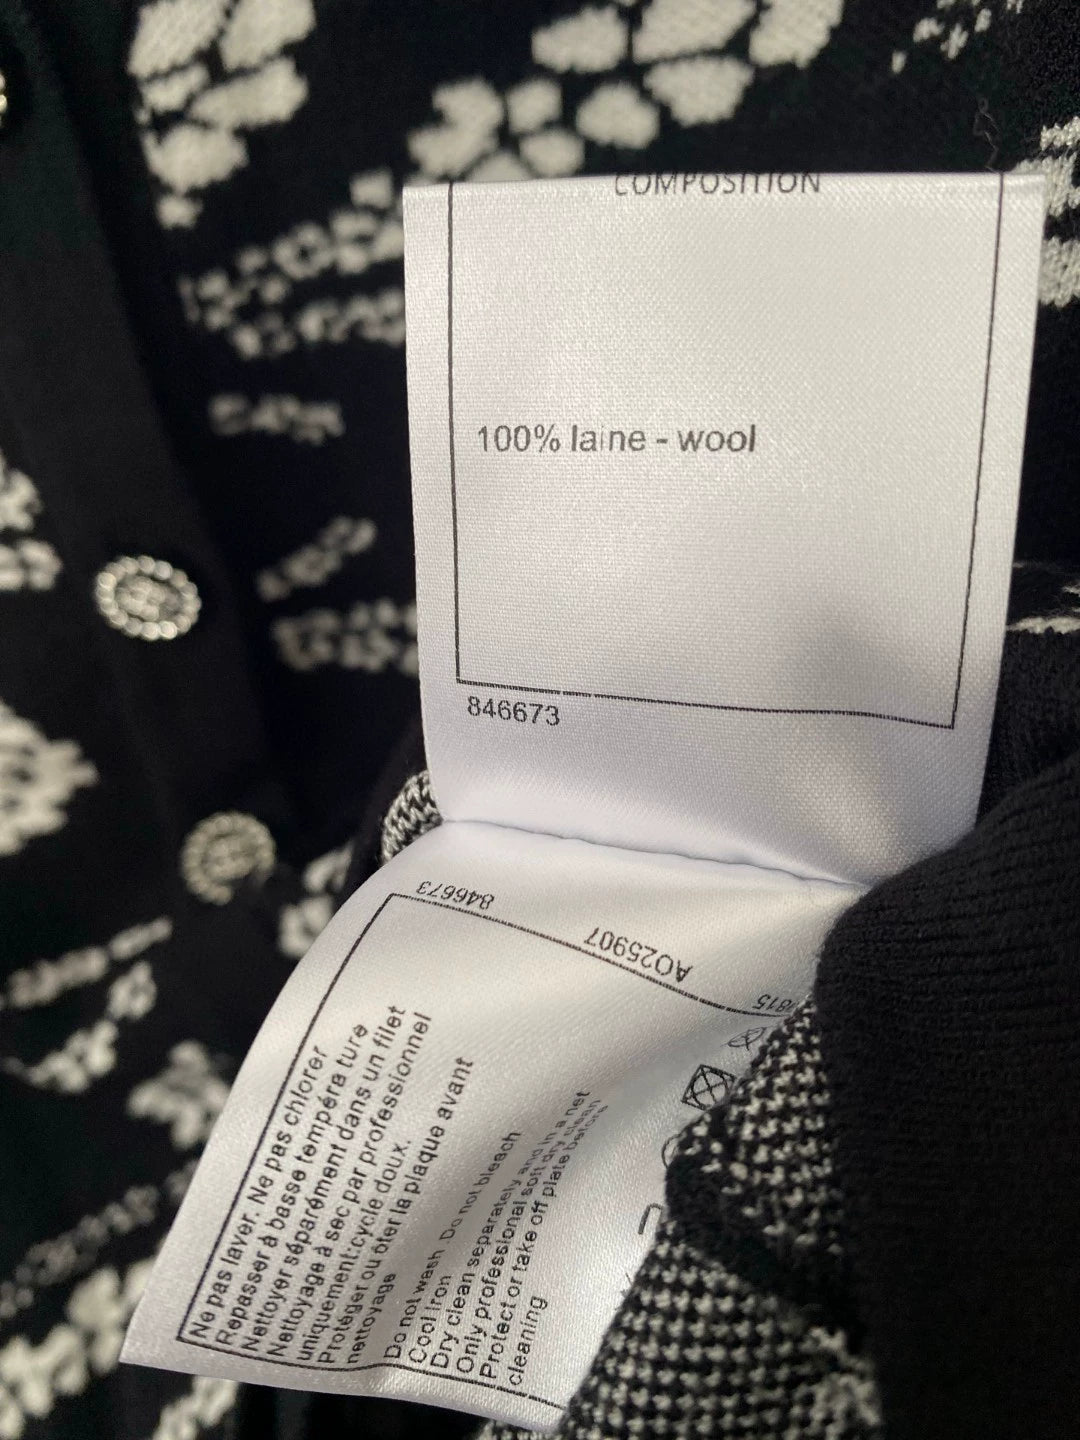 COMPOSITION
100% laine - wool
846673
846673
AO25907
Ne pas laver. Ne pas chlorer
Repasser à basse tempéra ture
Nettoyer séparément dans un filet
Nettoyage à sec par professionnel
uniquement:cycle doux.
Protéger ou ôter la plaque avant
nettoyage
Do not wash Do not bleach
Cool iron
Dry clean separately and in a net
Only professional soft dry clean
Protect or take off plate before
cleaning